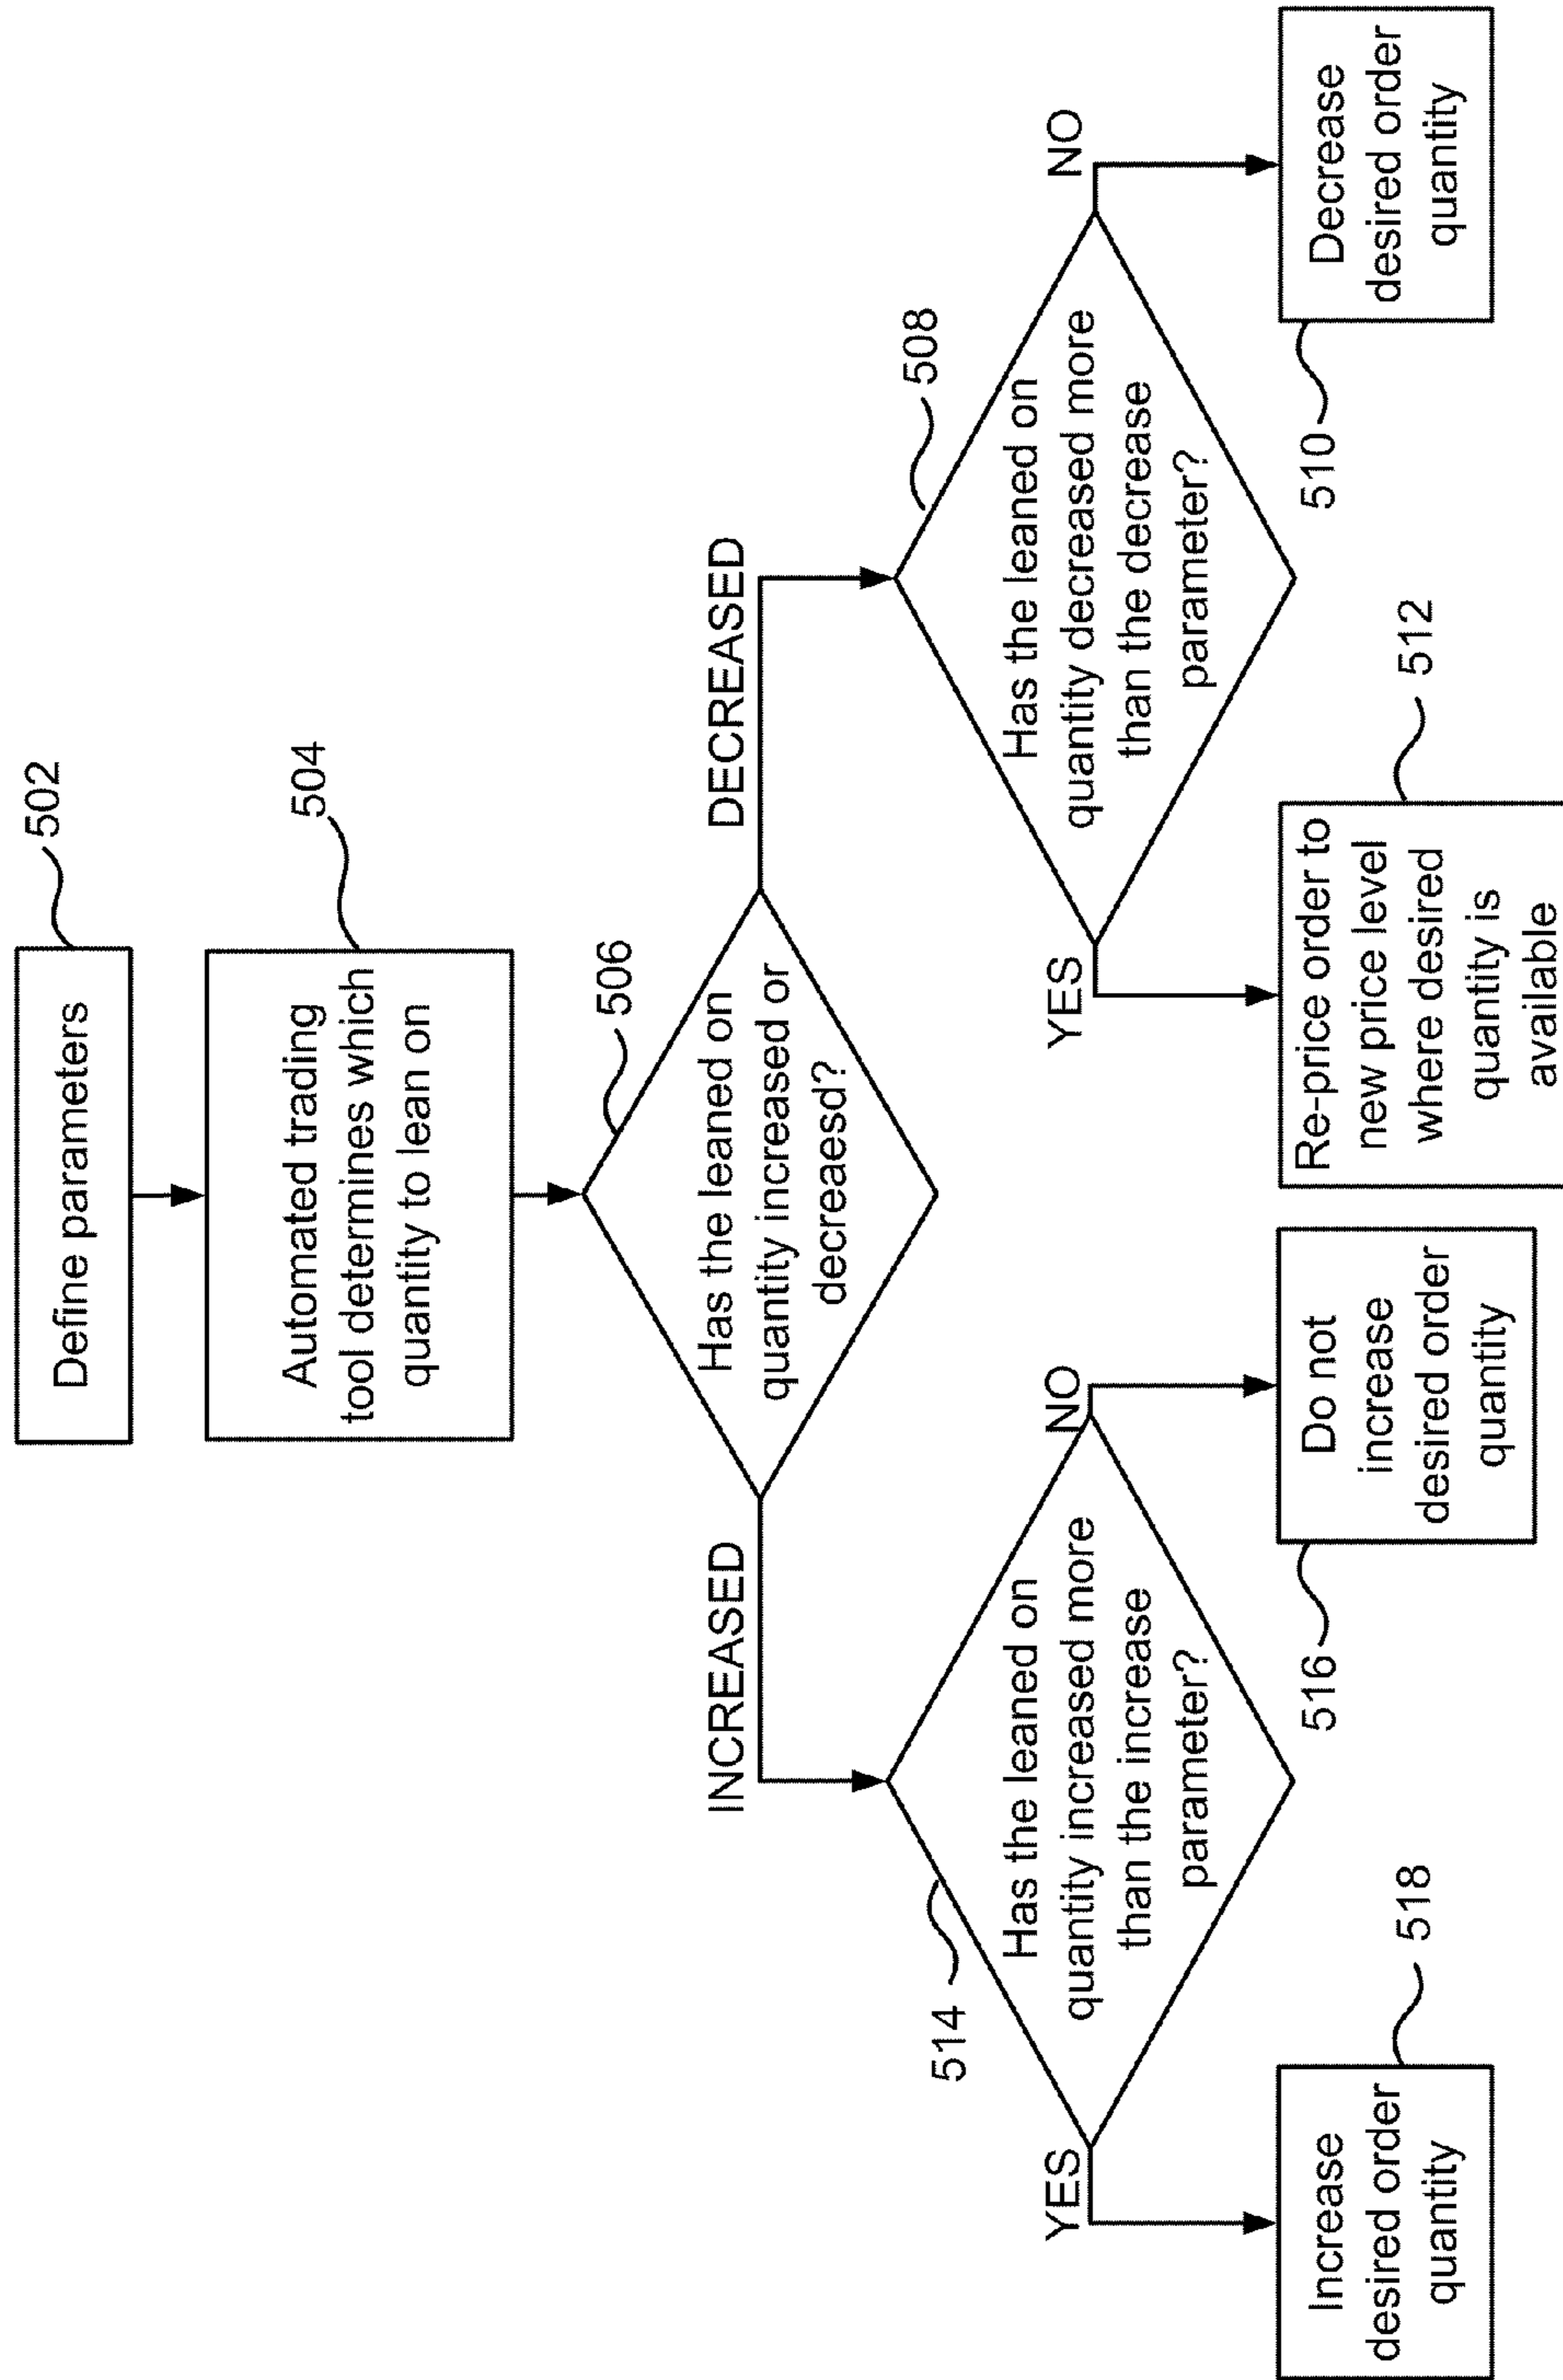 Define parameters
502
Automated trading
tool determines which
quantity to lean on
504
Has the leaned on
quantity increased or
decreaesd?
506
INCREASED
DECREASED
Has the leaned on
quantity increased more
than the increase
parameter?
514
Has the leaned on
quantity decreased more
than the decrease
parameter?
508
YES
NO
YES
NO
Increase
desired order
quantity
518
Do not
increase
desired order
quantity
516
Re-price order to
new price level
where desired
quantity is
available
512
Decrease
desired order
quantity
510